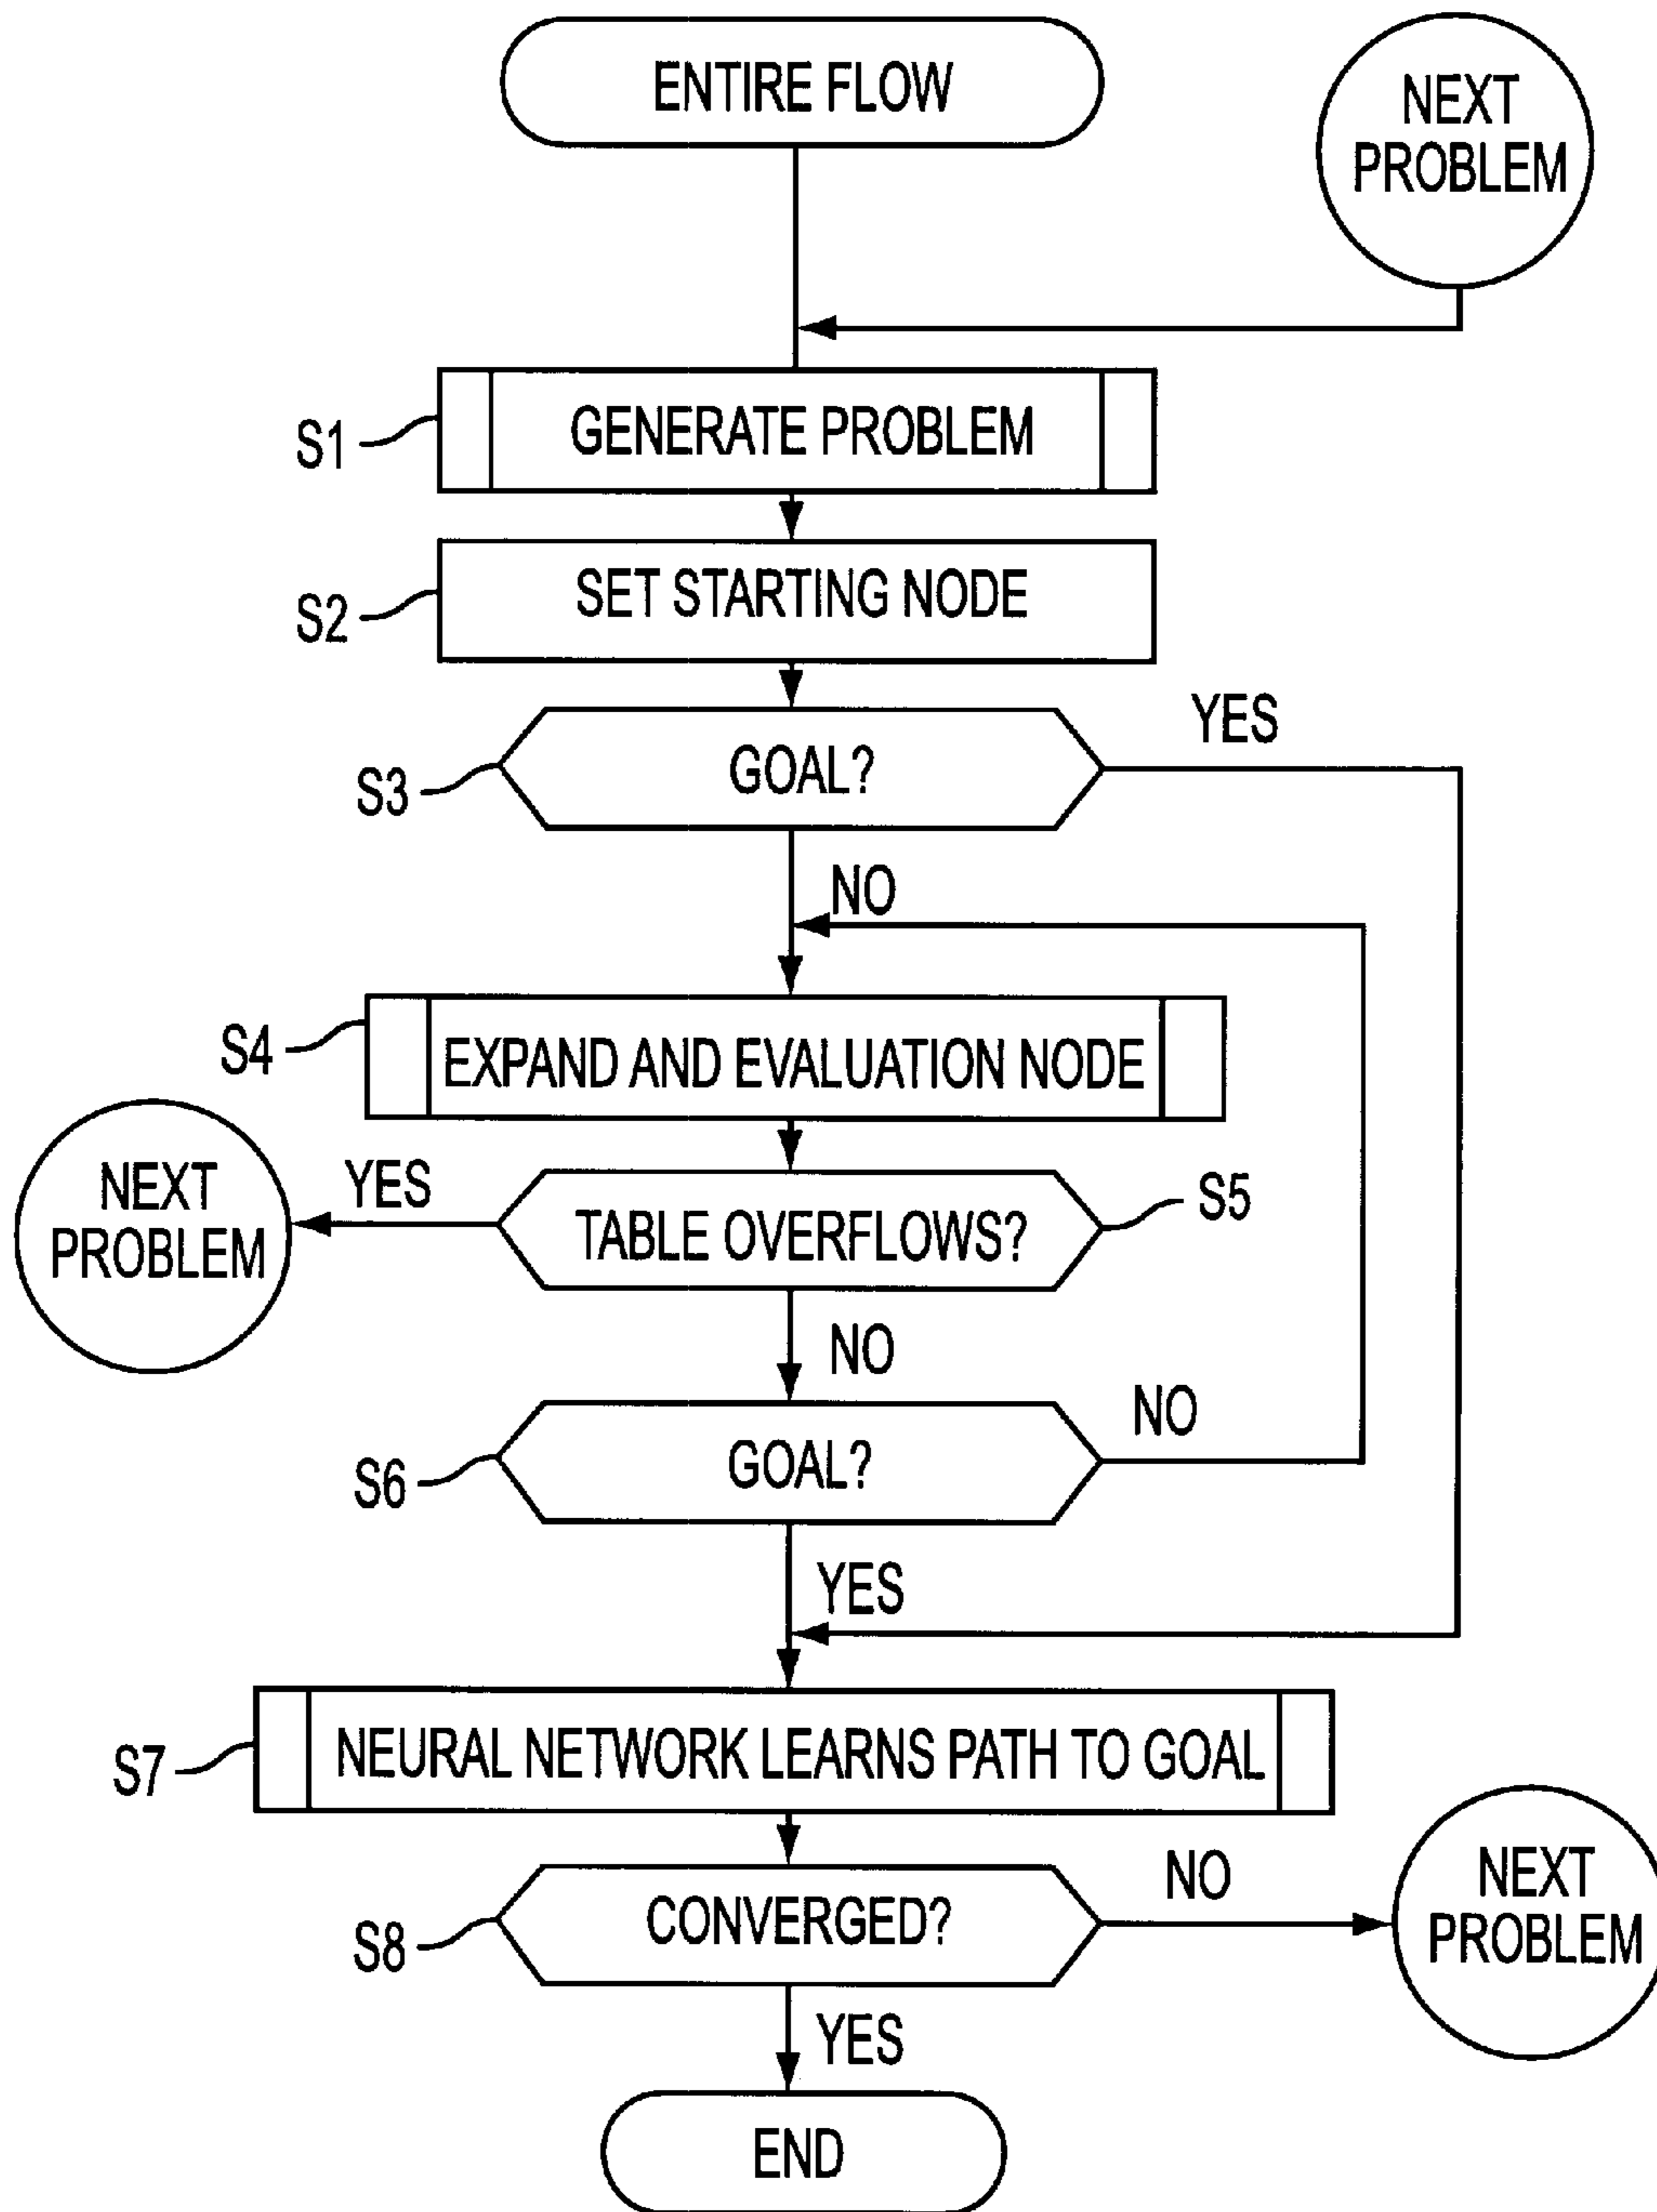 ENTIRE FLOW
NEXT
PROBLEM
S1
GENERATE PROBLEM
S2
SET STARTING NODE
S3
GOAL?
YES
NO
S4
EXPAND AND EVALUATION NODE
NEXT
PROBLEM
YES
TABLE OVERFLOWS?
S5
NO
S6
GOAL?
NO
YES
S7
NEURAL NETWORK LEARNS PATH TO GOAL
S8
CONVERGED?
NO
NEXT
PROBLEM
YES
END